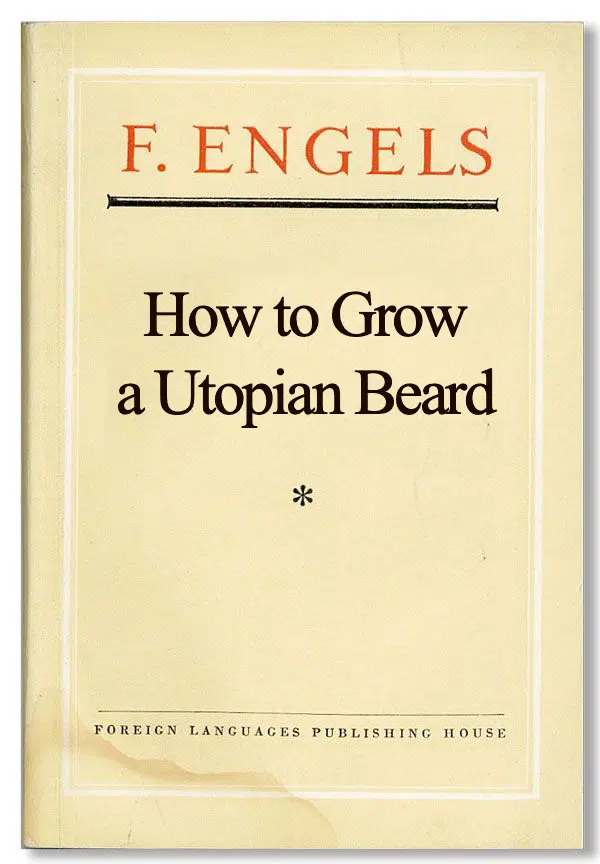 F. ENGELS
How to Grow
a Utopian Beard
*
FOREIGN LANGUAGES PUBLISHING HOUSE